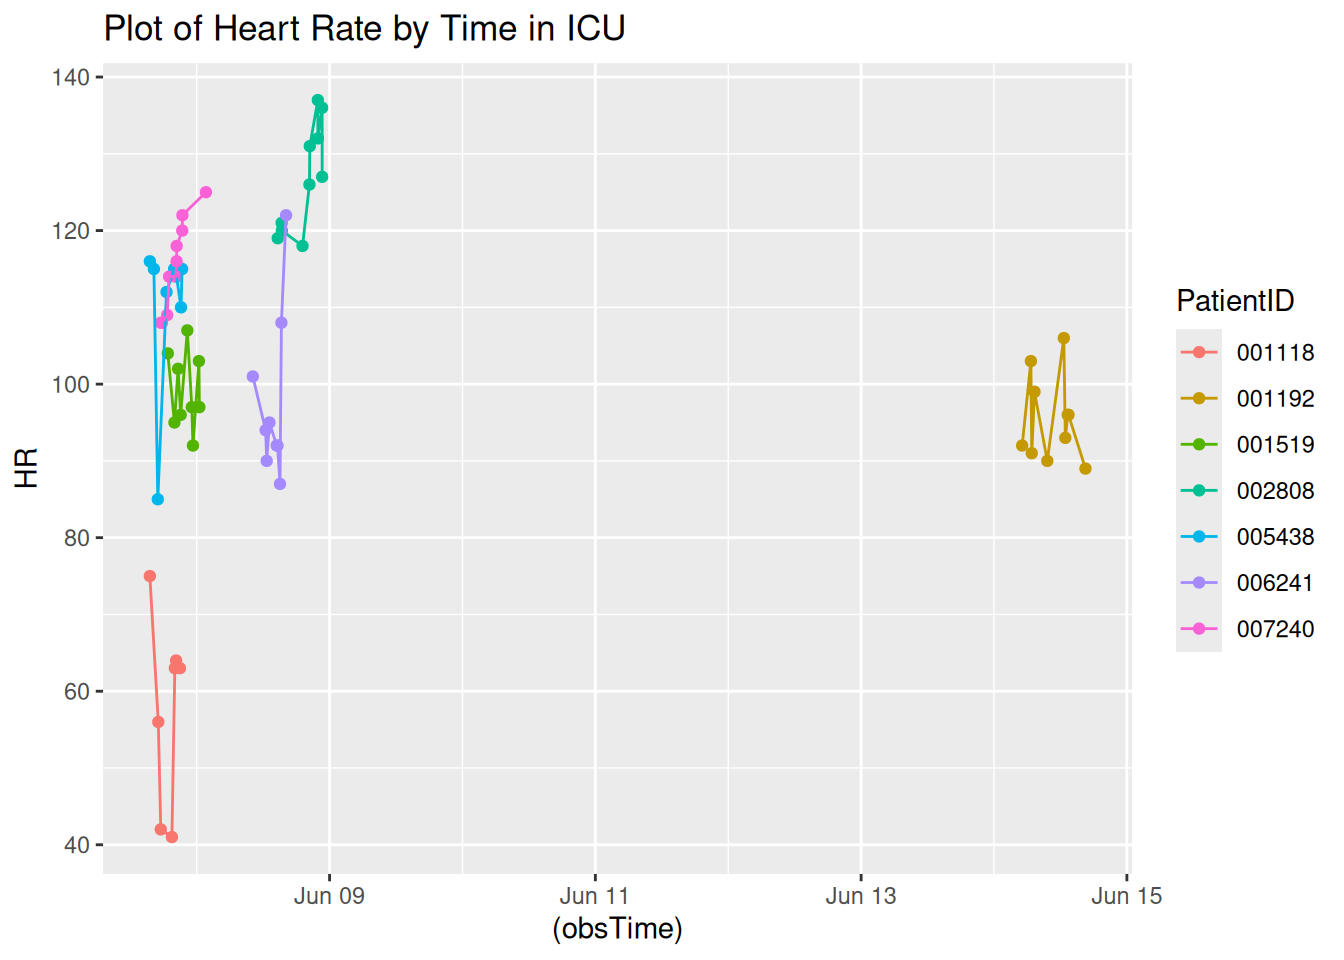 Plot of Heart Rate by Time in ICU
140
120
100
80
60
40
HR
Jun 09 Jun 11 Jun 13 Jun 15
(obsTime)
PatientID
001118
001192
001519
002808
005438
006241
007240